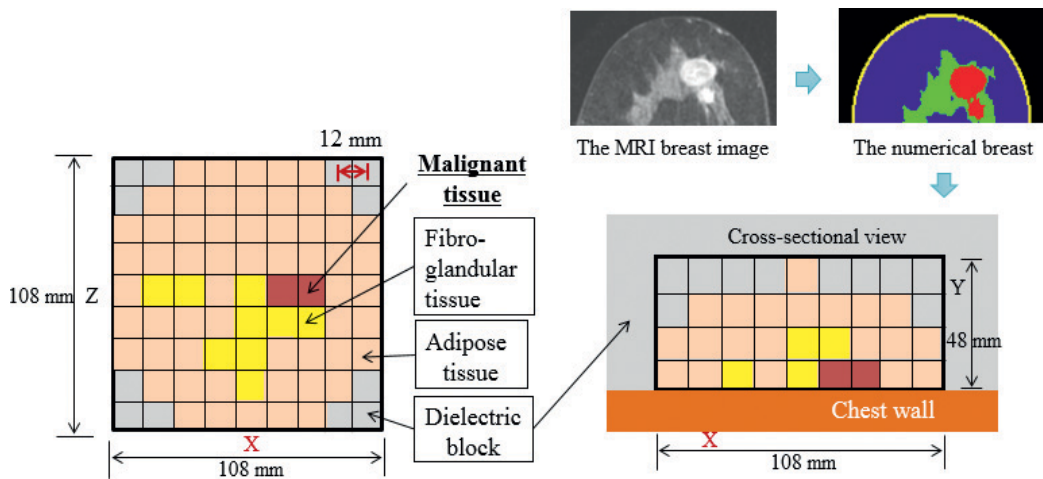 The MRI breast image
The numerical breast
12 mm
Malignant
tissue
Fibro-
glandular
tissue
Adipose
tissue
Dielectric
block
108 mm
Z
X
108 mm
Cross-sectional view
Y
48 mm
Chest wall
X
108 mm